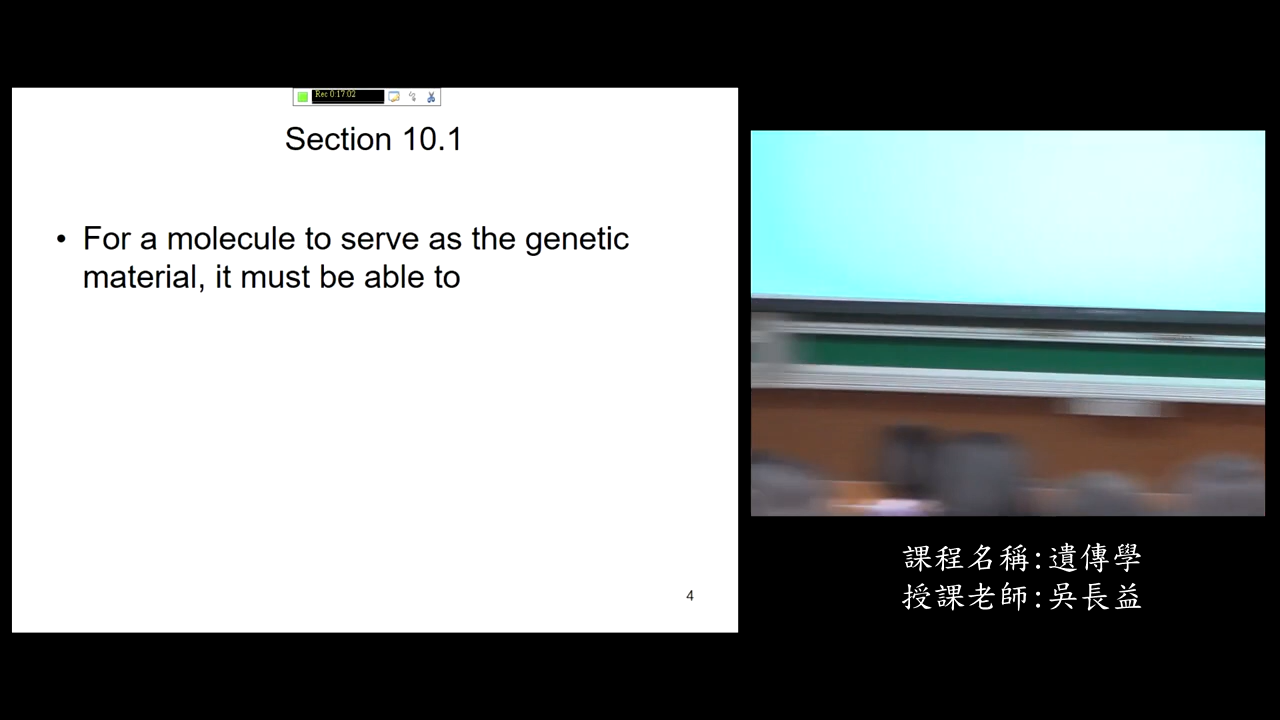 Rec 0:17:02
Section 10.1
• For a molecule to serve as the genetic
material, it must be able to
4
課程名稱:遺傳學
授課老師:吳長益